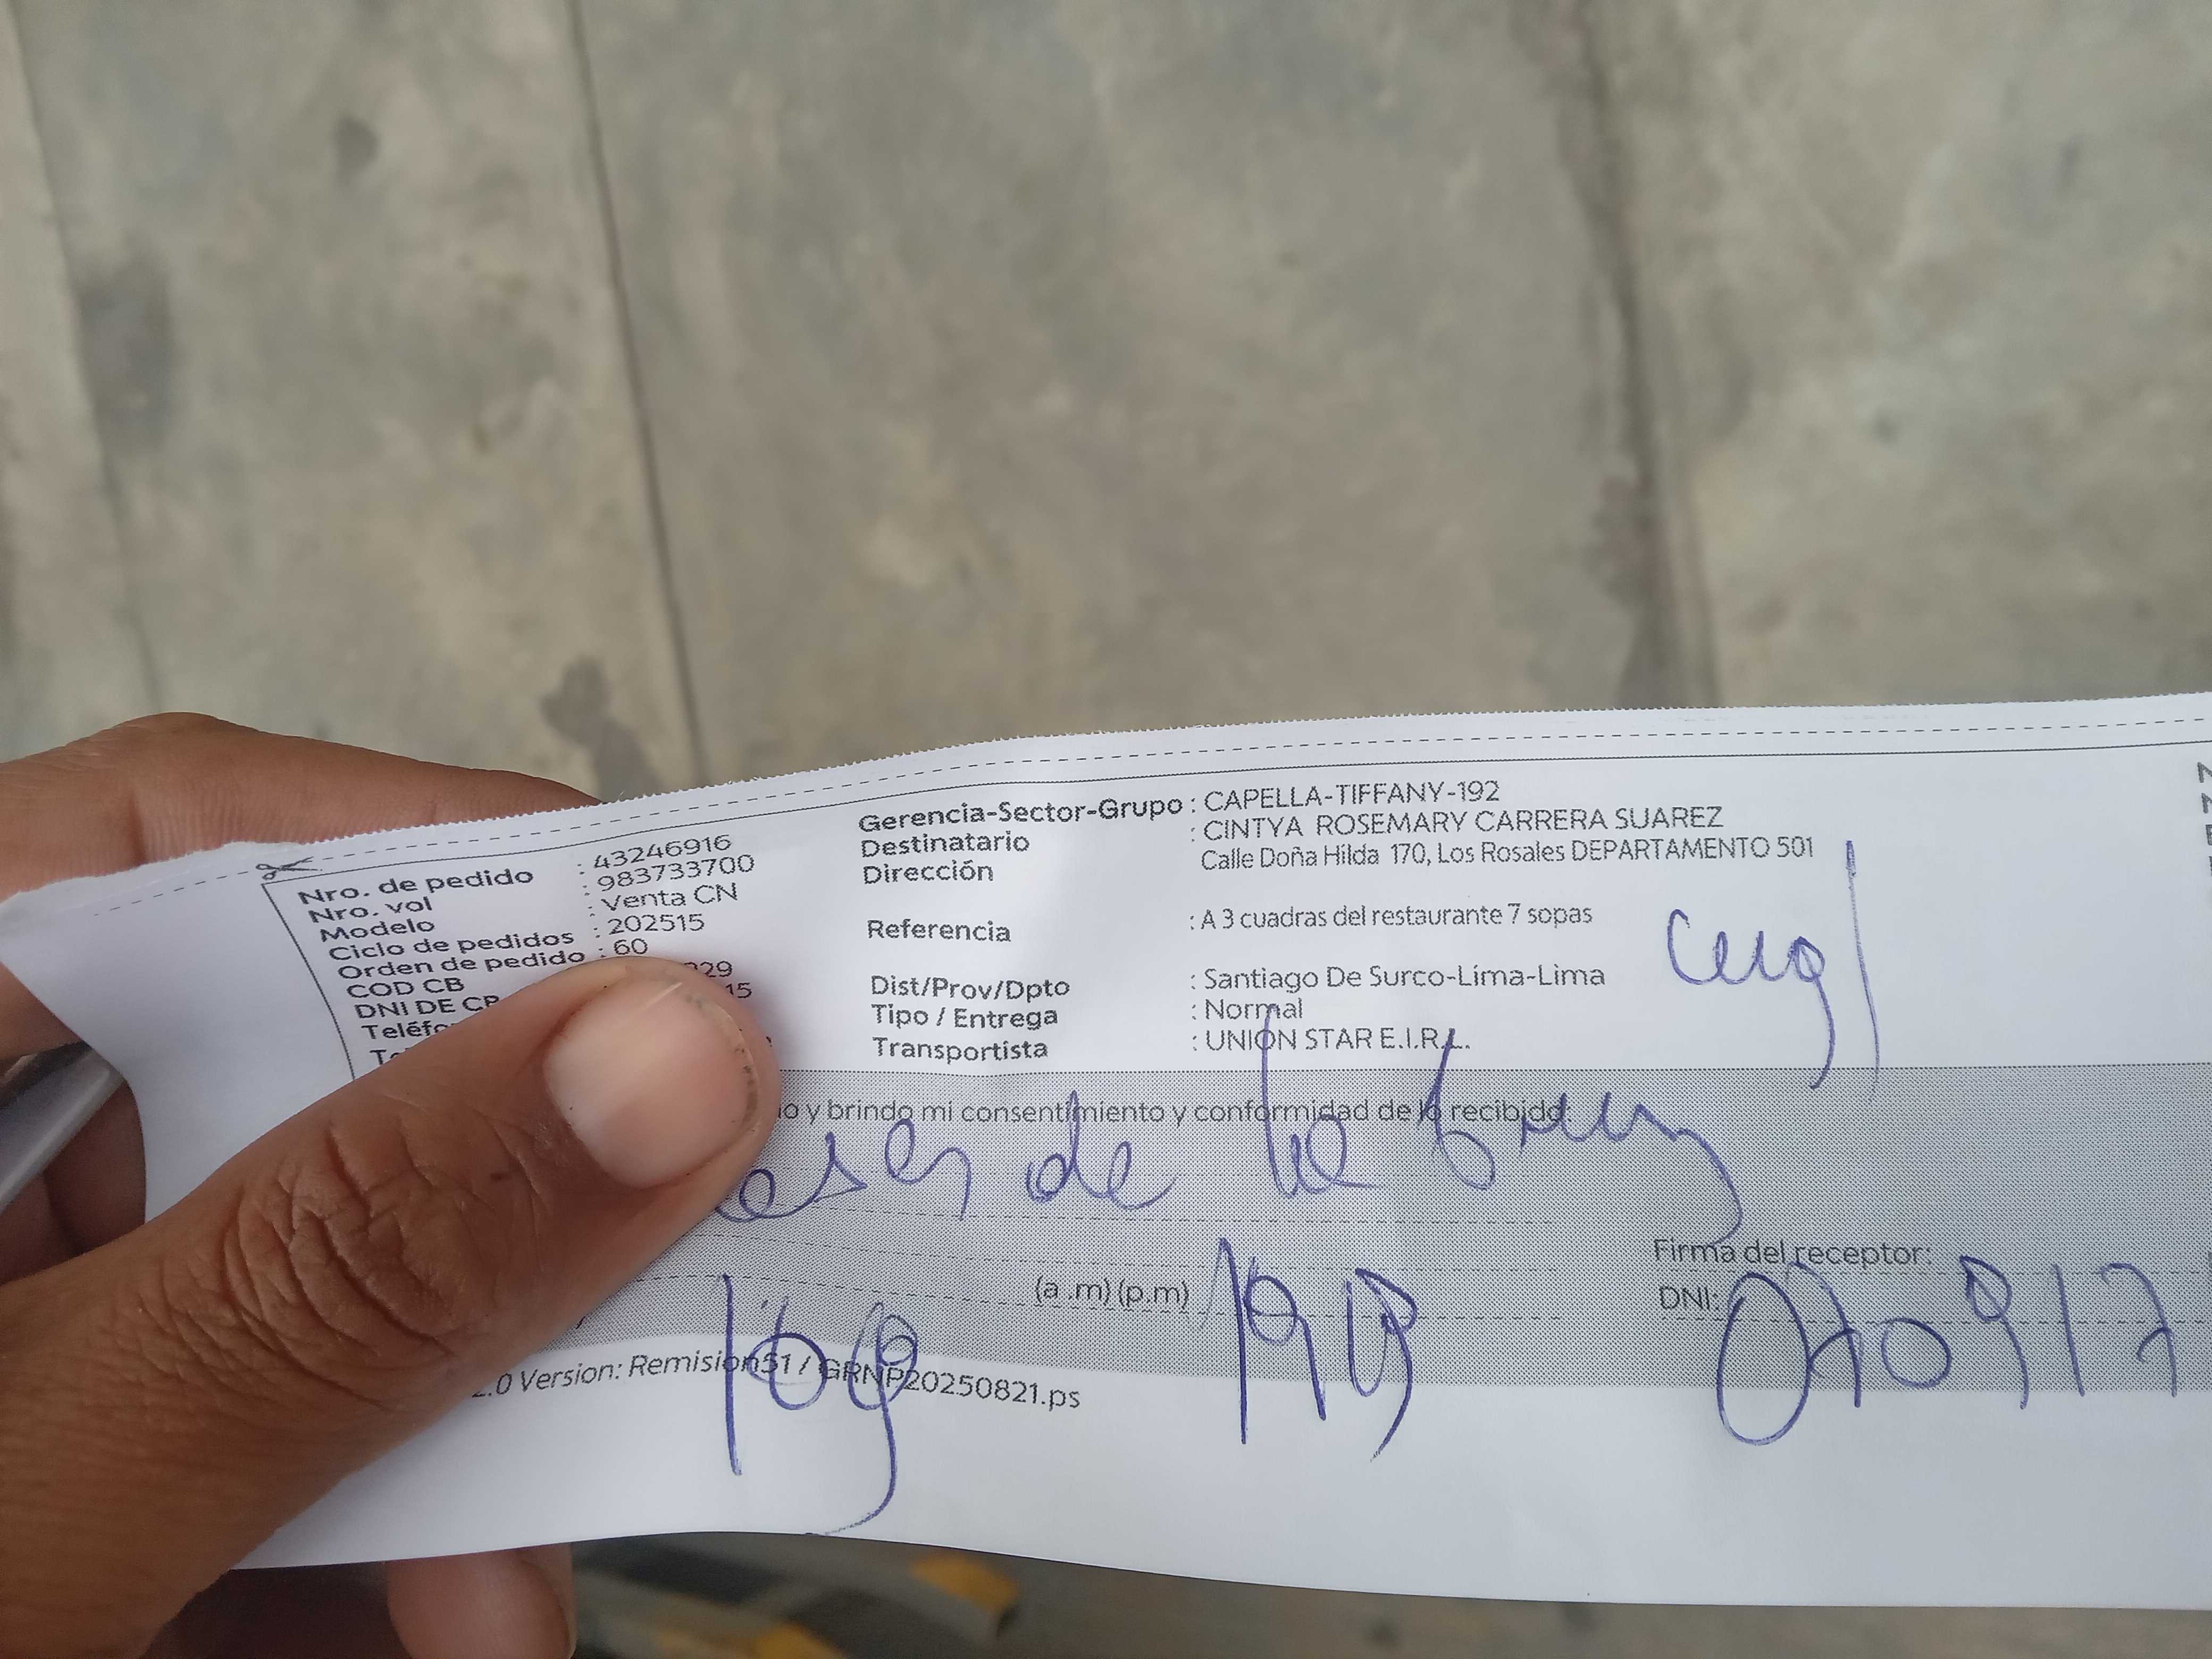 Nro. de pedido : 43246916
Nro. vol : 983733700
Modelo : Venta CN
Ciclo de pedidos : 202515
Orden de pedido : 60
COD CB 929
DNI DE CP 15
Gerencia-Sector-Grupo : CAPELLA-TIFFANY-192
Destinatario : CINTYA ROSEMARY CARRERA SUAREZ
Dirección Calle Doña Hilda 170, Los Rosales DEPARTAMENTO 501
Referencia : A 3 cuadras del restaurante 7 sopas
Dist/Prov/Dpto : Santiago De Surco-Lima-Lima
Tipo / Entrega : Normal
Transportista : UNION STAR E.I.R.L.
y brindo mi consentimiento y conformidad de lo recibido:
de la
Firma del receptor:
(a .m) (p.m)
DNI:
2.0 Version: Remision51 / GRNP20250821.ps